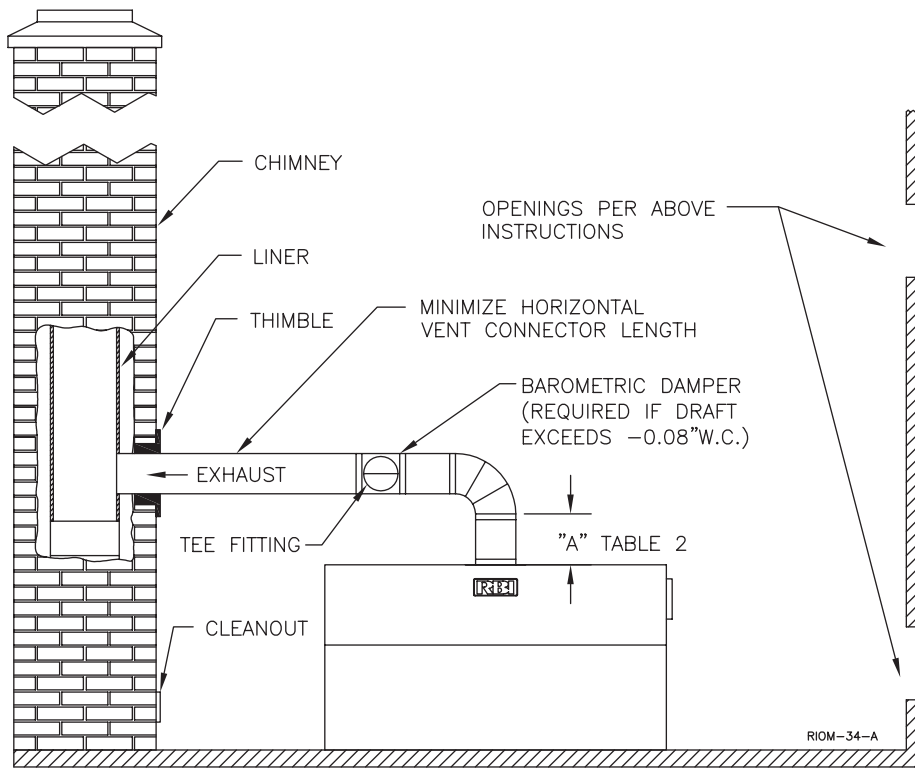 CHIMNEY
OPENINGS PER ABOVE
INSTRUCTIONS
LINER
MINIMIZE HORIZONTAL
VENT CONNECTOR LENGTH
THIMBLE
BAROMETRIC DAMPER
(REQUIRED IF DRAFT
EXCEEDS -0.08"W.C.)
EXHAUST
TEE FITTING
"A" TABLE 2
RBI
CLEANOUT
RIOM-34-A